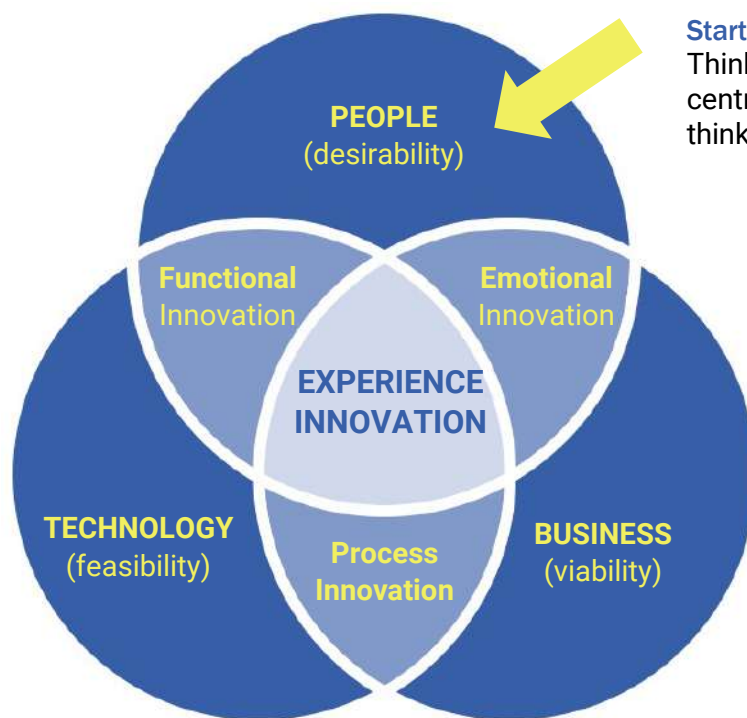 Start
PEOPLE
(desirability)
Functional
Innovation
Emotional
Innovation
EXPERIENCE
INNOVATION
TECHNOLOGY
(feasibility)
Process
Innovation
BUSINESS
(viability)